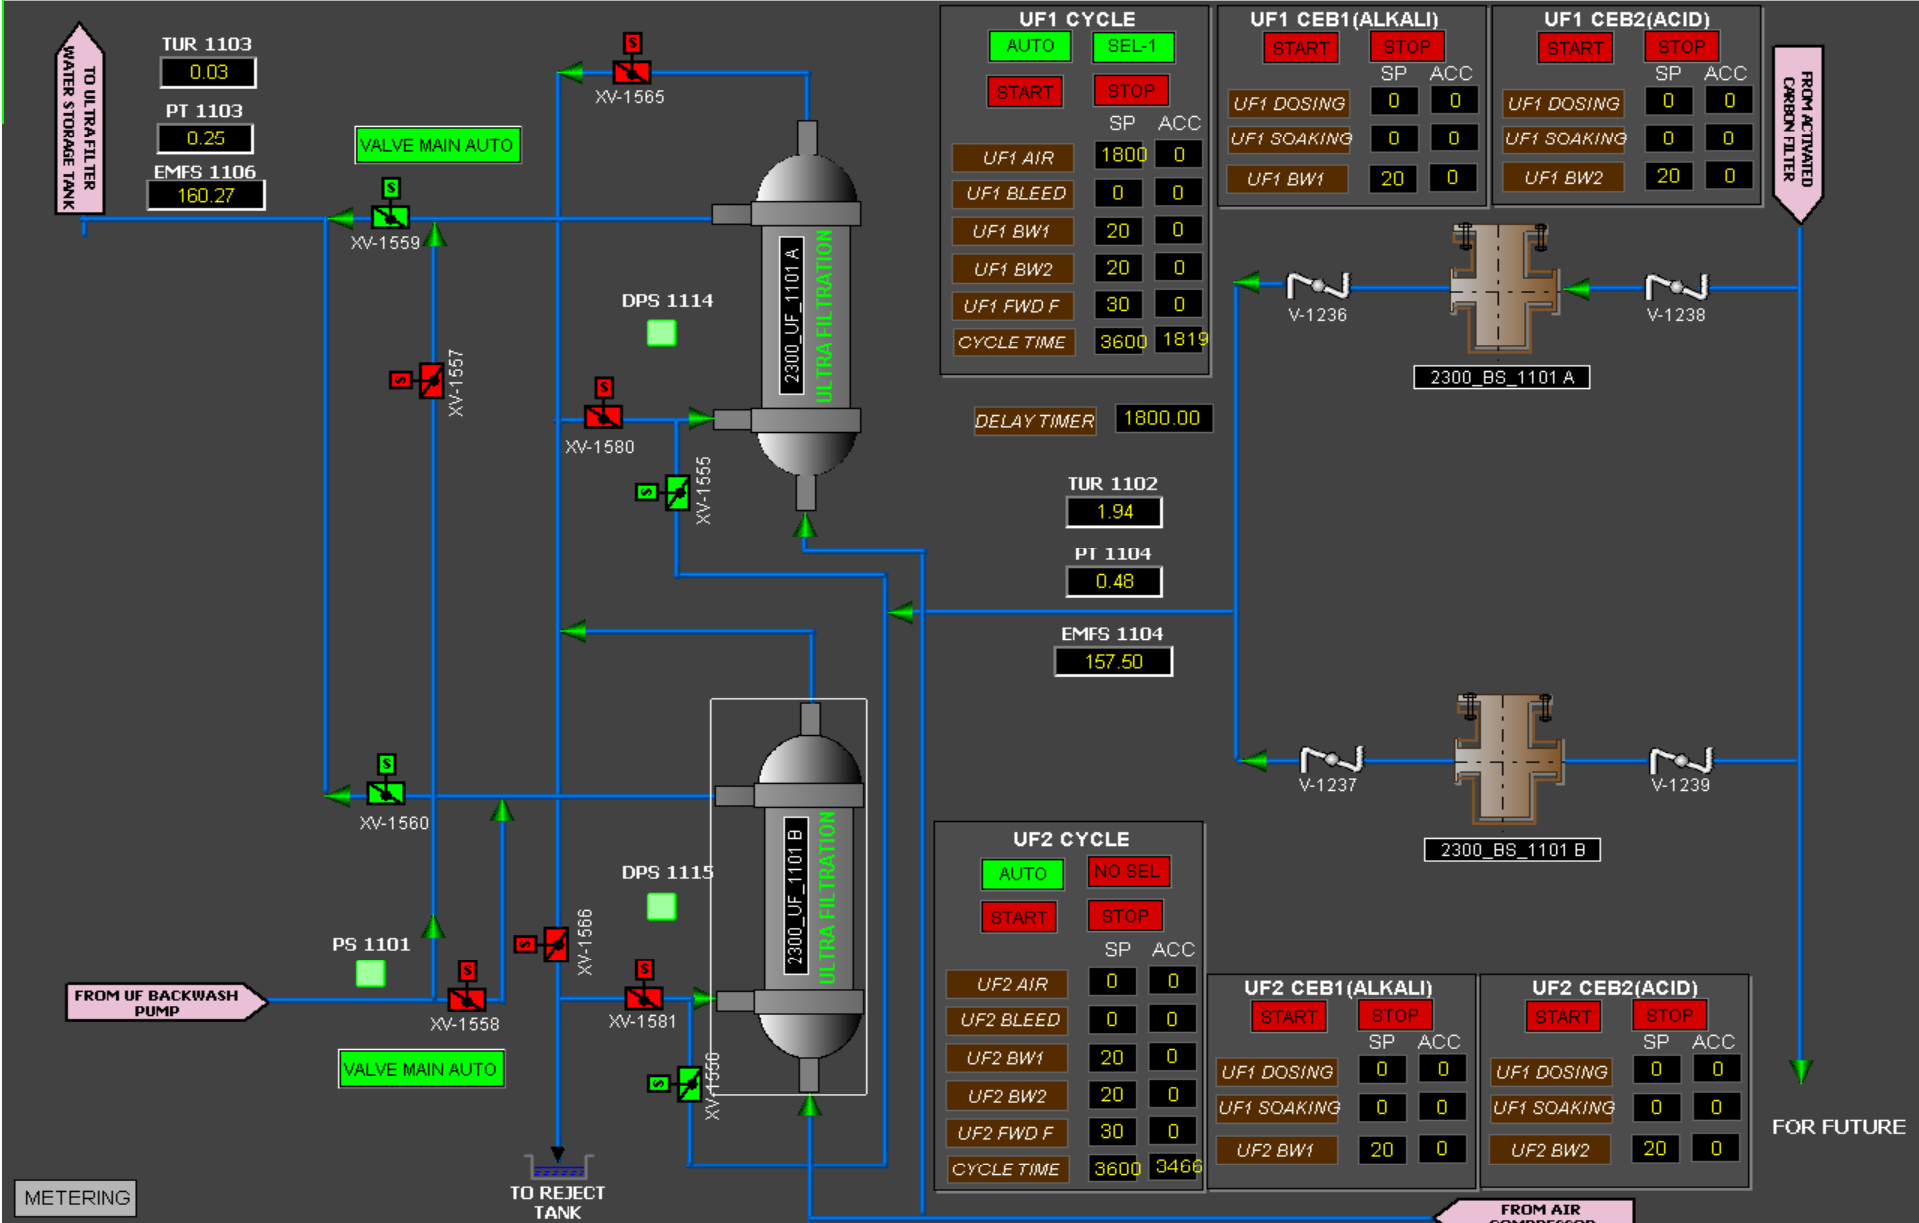 TO ULTRA FILTER
WATER STORAGE TANK
TUR 1103
0.03
PT 1103
0.25
EMFS 1106
160.27
VALVE MAIN AUTO
S
XV-1559
S
XV-1565
S
XV-1557
DPS 1114
S
XV-1580
S
XV-1555
2300_UF_1101 A
ULTRA FILTRATION
UF1 CYCLE
AUTO
SEL-1
START
STOP
SP ACC
UF1 AIR 1800 0
UF1 BLEED 0 0
UF1 BW1 20 0
UF1 BW2 20 0
UF1 FWD F 30 0
CYCLE TIME 3600 1819
DELAY TIMER 1800.00
UF1 CEB1(ALKALI)
START STOP
SP ACC
UF1 DOSING 0 0
UF1 SOAKING 0 0
UF1 BW1 20 0
UF1 CEB2(ACID)
START STOP
SP ACC
UF1 DOSING 0 0
UF1 SOAKING 0 0
UF1 BW2 20 0
FROM ACTIVATED
CARBON FILTER
V-1236
V-1238
2300_BS_1101 A
TUR 1102
1.94
PT 1104
0.48
EMFS 1104
157.50
V-1237
V-1239
2300_BS_1101 B
S
XV-1560
PS 1101
FROM UF BACKWASH
PUMP
S
XV-1558
VALVE MAIN AUTO
S
XV-1566
DPS 1115
S
XV-1581
S
XV-1556
2300_UF_1101 B
ULTRA FILTRATION
TO REJECT
TANK
METERING
UF2 CYCLE
AUTO
NO SEL
START
STOP
SP ACC
UF2 AIR 0 0
UF2 BLEED 0 0
UF2 BW1 20 0
UF2 BW2 20 0
UF2 FWD F 30 0
CYCLE TIME 3600 3466
UF2 CEB1(ALKALI)
START STOP
SP ACC
UF1 DOSING 0 0
UF1 SOAKING 0 0
UF2 BW1 20 0
UF2 CEB2(ACID)
START STOP
SP ACC
UF1 DOSING 0 0
UF1 SOAKING 0 0
UF2 BW2 20 0
FOR FUTURE
FROM AIR
COMPRESSOR